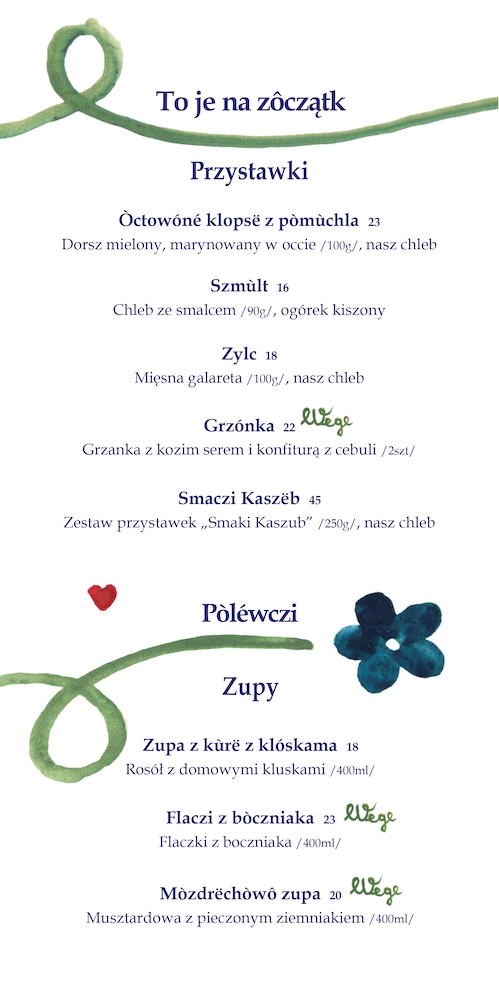 To je na zôczątk
Przystawki
Òctowóné klopsë z pòmùchla 23
Dorsz mielony, marynowany w occie /100g/, nasz chleb
Szmùlt 16
Chleb ze smalcem /90g/, ogórek kiszony
Zylc 18
Mięsna galareta /100g/, nasz chleb
Grzónka 22 Wege
Grzanka z kozim serem i konfiturą z cebuli /2szt/
Smaczi Kaszëb 45
Zestaw przystawek „Smaki Kaszub” /250g/, nasz chleb
Pòléwczi
Zupy
Zupa z kùrë z klóskama 18
Rosół z domowymi kluskami /400ml/
Flaczi z bòczniaka 23 Wege
Flaczki z boczniaka /400ml/
Mòzdrëchòwô zupa 20 Wege
Musztardowa z pieczonym ziemniakiem /400ml/